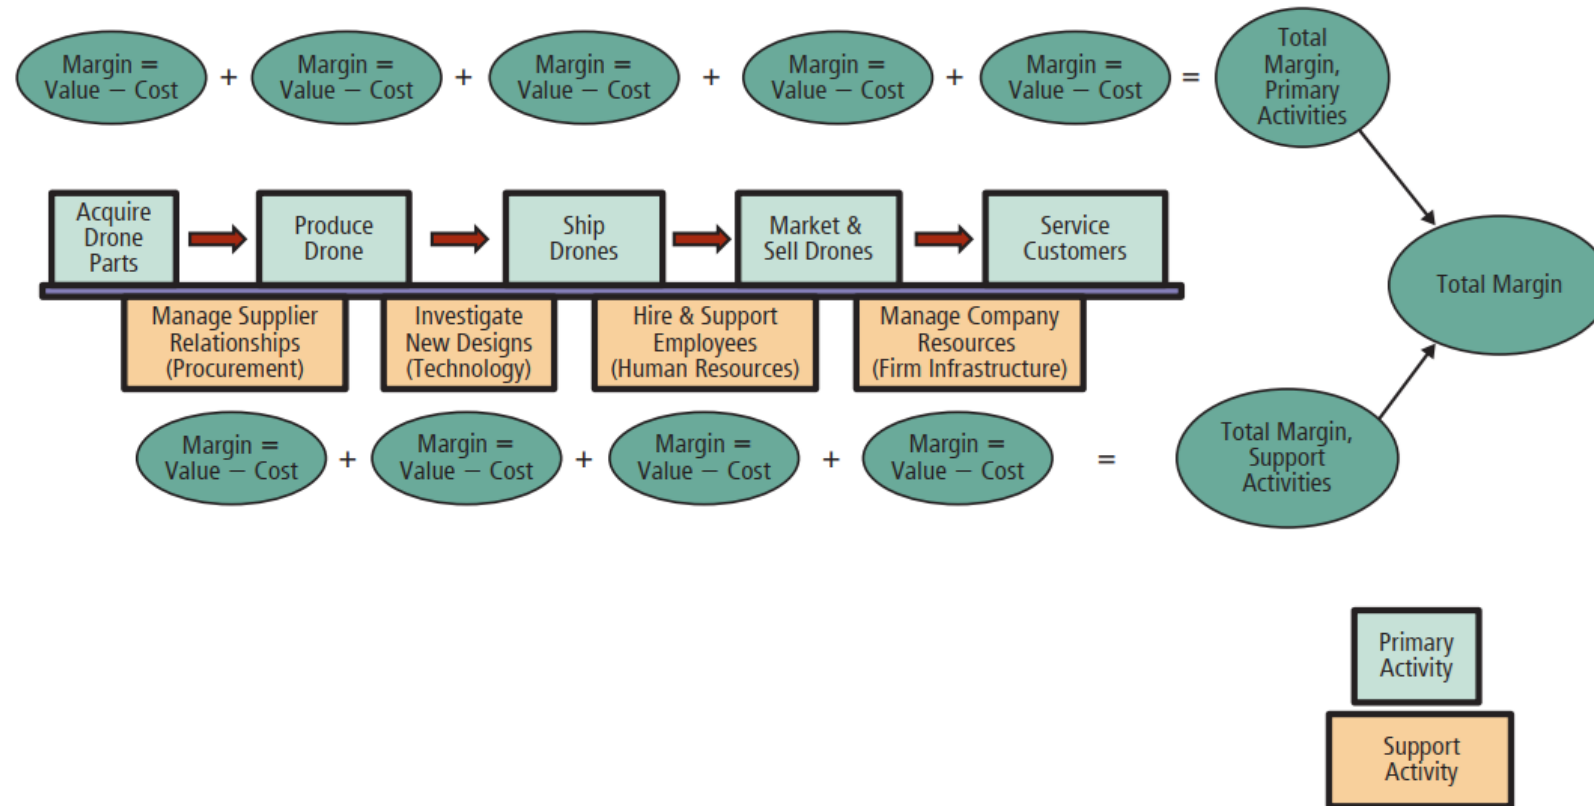 Margin =
Value – Cost
+
Margin =
Value – Cost
+
Margin =
Value – Cost
+
Margin =
Value – Cost
+
Margin =
Value – Cost
=
Total
Margin,
Primary
Activities
Acquire
Drone
Parts
Produce
Drone
Ship
Drones
Market &
Sell Drones
Service
Customers
Total Margin
Manage Supplier
Relationships
(Procurement)
Investigate
New Designs
(Technology)
Hire & Support
Employees
(Human Resources)
Manage Company
Resources
(Firm Infrastructure)
Margin =
Value – Cost
+
Margin =
Value – Cost
+
Margin =
Value – Cost
+
Margin =
Value – Cost
=
Total Margin,
Support
Activities
Primary
Activity
Support
Activity